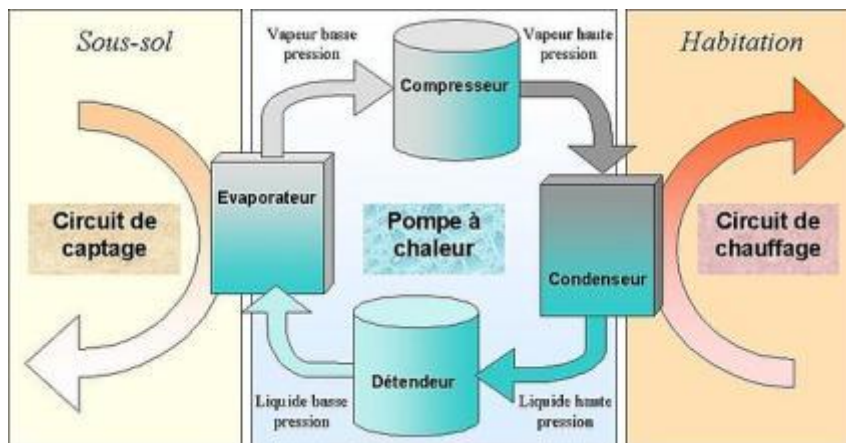 Sous-sol
Vapeur basse
pression
Vapeur haute
pression
Habitation
Compresseur
Evaporateur
Circuit de
captage
Pompe à
chaleur
Circuit de
chauffage
Condenseur
Détendeur
Liquide basse
pression
Liquide haute
pression